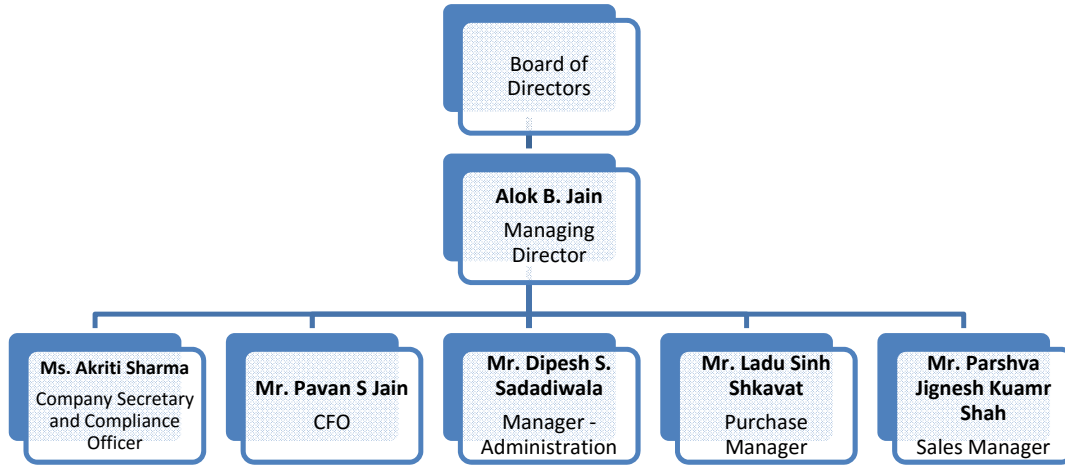 Board of
Directors
Alok B. Jain
Managing
Director
Ms. Akriti Sharma
Company Secretary
and Compliance
Officer
Mr. Pavan S Jain
CFO
Mr. Dipesh S.
Sadadiwala
Manager -
Administration
Mr. Ladu Sinh
Shkavat
Purchase
Manager
Mr. Parshva
Jignesh Kuamr
Shah
Sales Manager